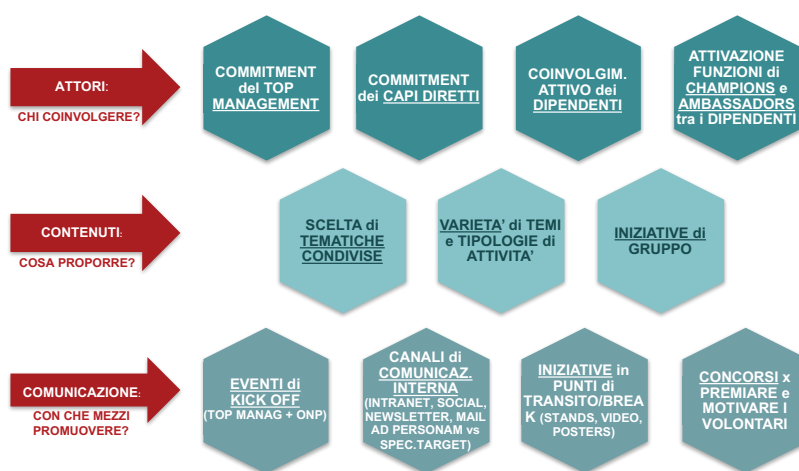 ATTORI:
CHI COINVOLGERE?
COMMITMENT
del TOP
MANAGEMENT
COMMITMENT
dei CAPI DIRETTI
COINVOLGIM.
ATTIVO dei
DIPENDENTI
ATTIVAZIONE
FUNZIONI di
CHAMPIONS e
AMBASSADORS
tra i DIPENDENTI
CONTENUTI:
COSA PROPORRE?
SCELTA di
TEMATICHE
CONDIVISE
VARIETA’ di TEMI
e TIPOLOGIE di
ATTIVITA’
INIZIATIVE di
GRUPPO
COMUNICAZIONE:
CON CHE MEZZI
PROMUOVERE?
EVENTI di
KICK OFF
(TOP MANAG + ONP)
CANALI di
COMUNICAZ.
INTERNA
(INTRANET, SOCIAL,
NEWSLETTER, MAIL
AD PERSONAM vs
SPEC.TARGET)
INIZIATIVE in
PUNTI di
TRANSITO/BREA
K (STANDS, VIDEO,
POSTERS)
CONCORSI x
PREMIARE e
MOTIVARE I
VOLONTARI